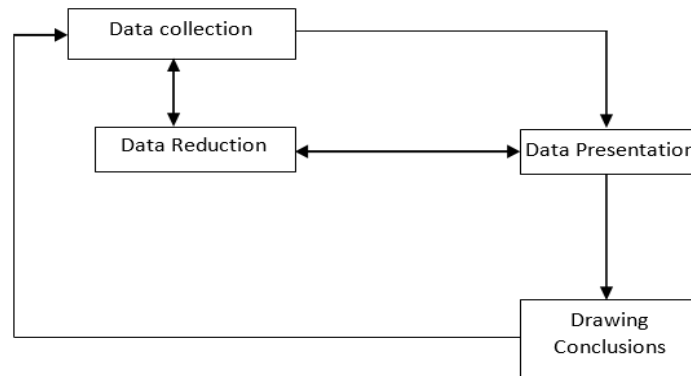 Data collection
Data Reduction
Data Presentation
Drawing
Conclusions